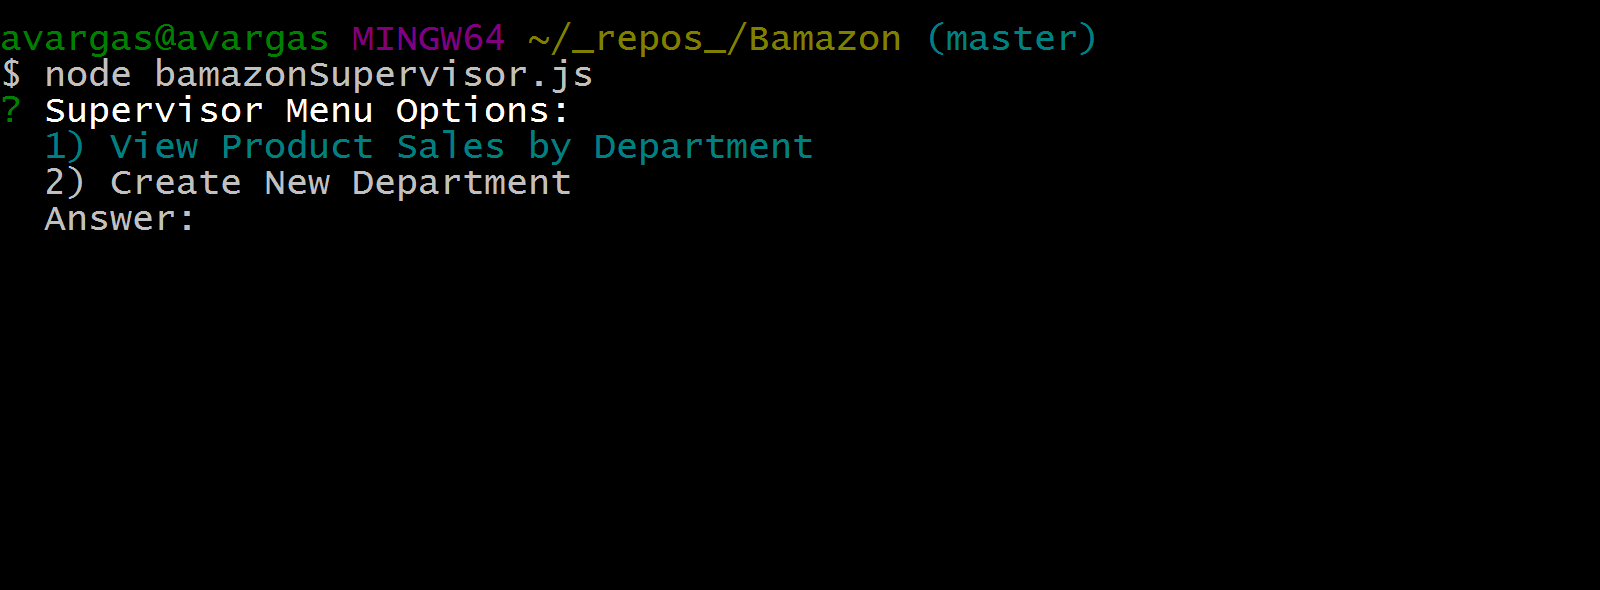 avargas@avargas MINGW64 ~/_repos_/Bamazon (master)
$ node bamazonSupervisor.js
? Supervisor Menu Options:
  1) View Product Sales by Department
  2) Create New Department
  Answer: